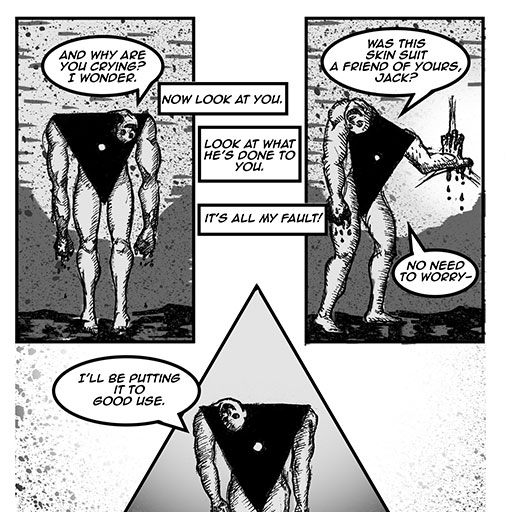 AND WHY ARE
YOU CRYING?
I WONDER.
NOW LOOK AT YOU.
LOOK AT WHAT
HE'S DONE TO
YOU.
IT'S ALL MY FAULT!
WAS THIS
SKIN SUIT
A FRIEND OF YOURS,
JACK?
NO NEED
TO WORRY-
I'LL BE PUTTING
IT TO
GOOD USE.